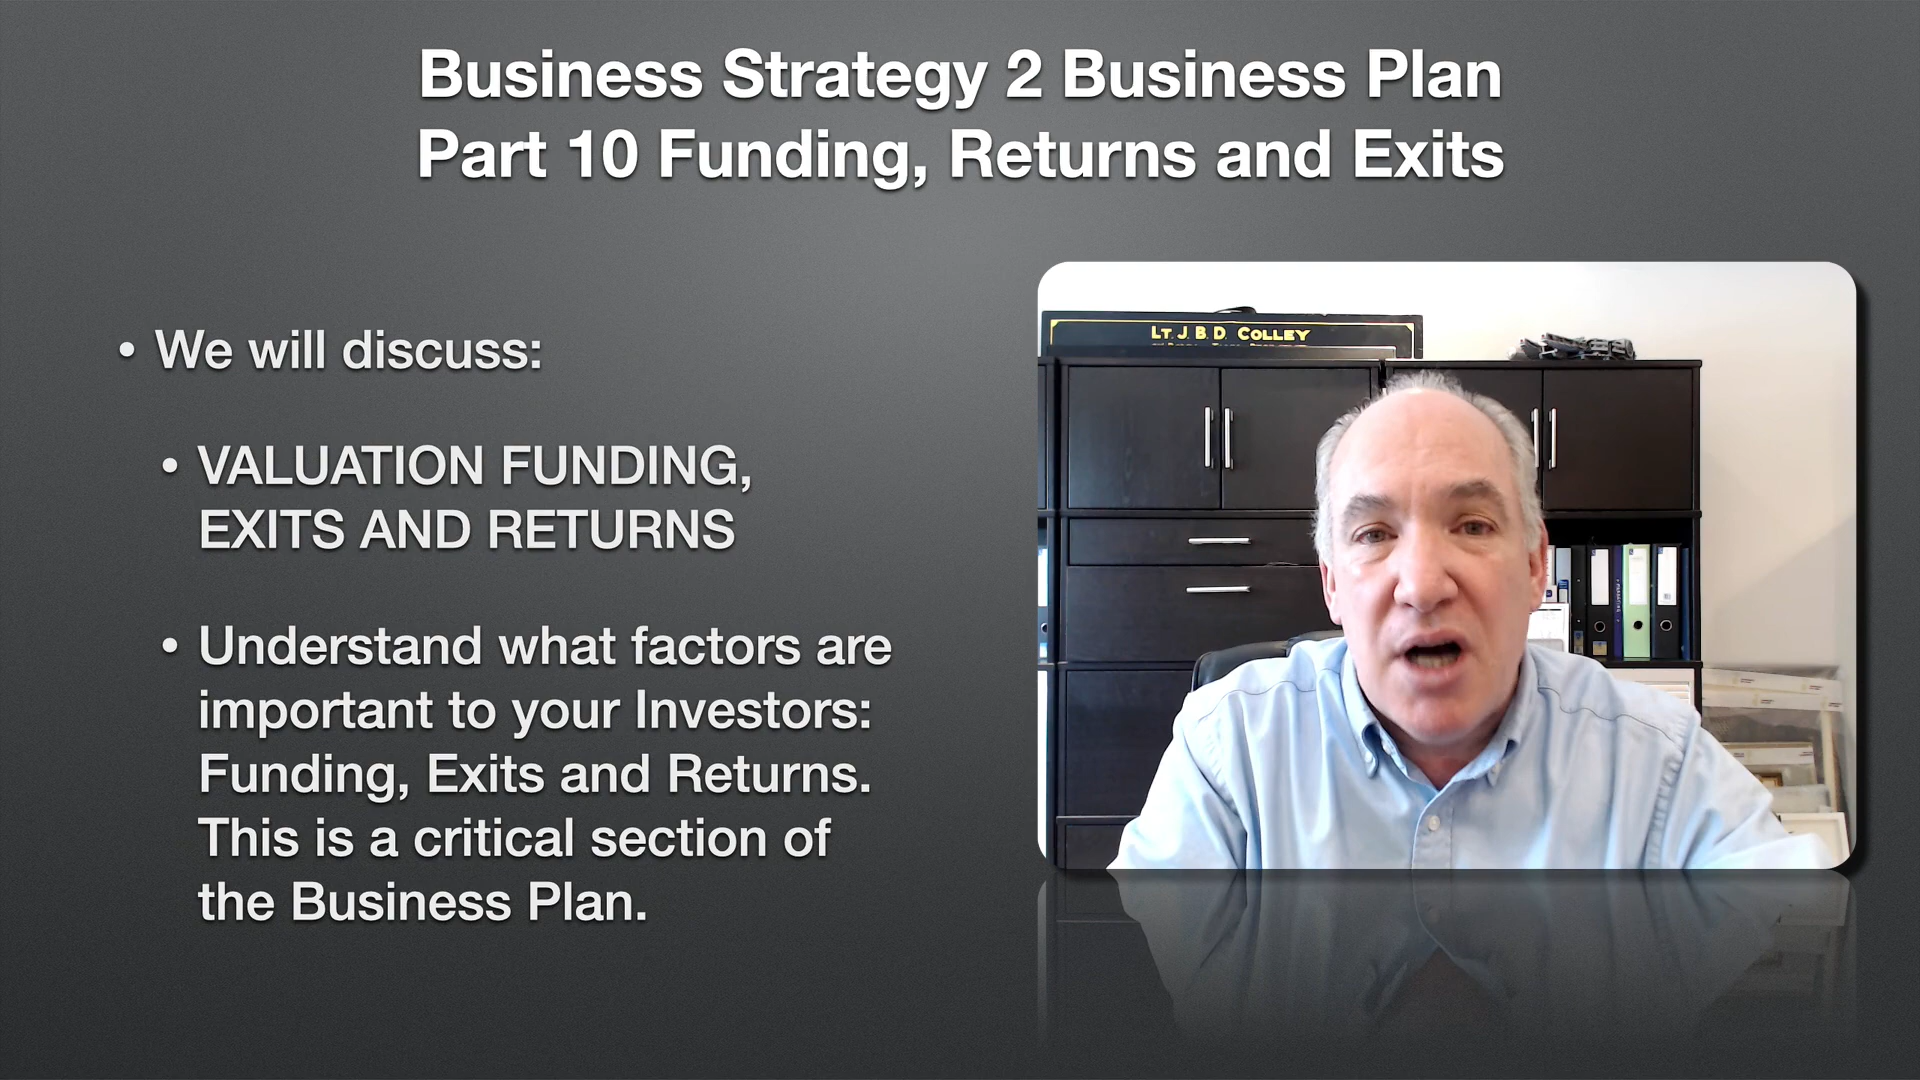 Business Strategy 2 Business Plan
Part 10 Funding, Returns and Exits
• We will discuss:
• VALUATION FUNDING,
EXITS AND RETURNS
• Understand what factors are
important to your Investors:
Funding, Exits and Returns.
This is a critical section of
the Business Plan.
LT. J. B. D. COLLEY